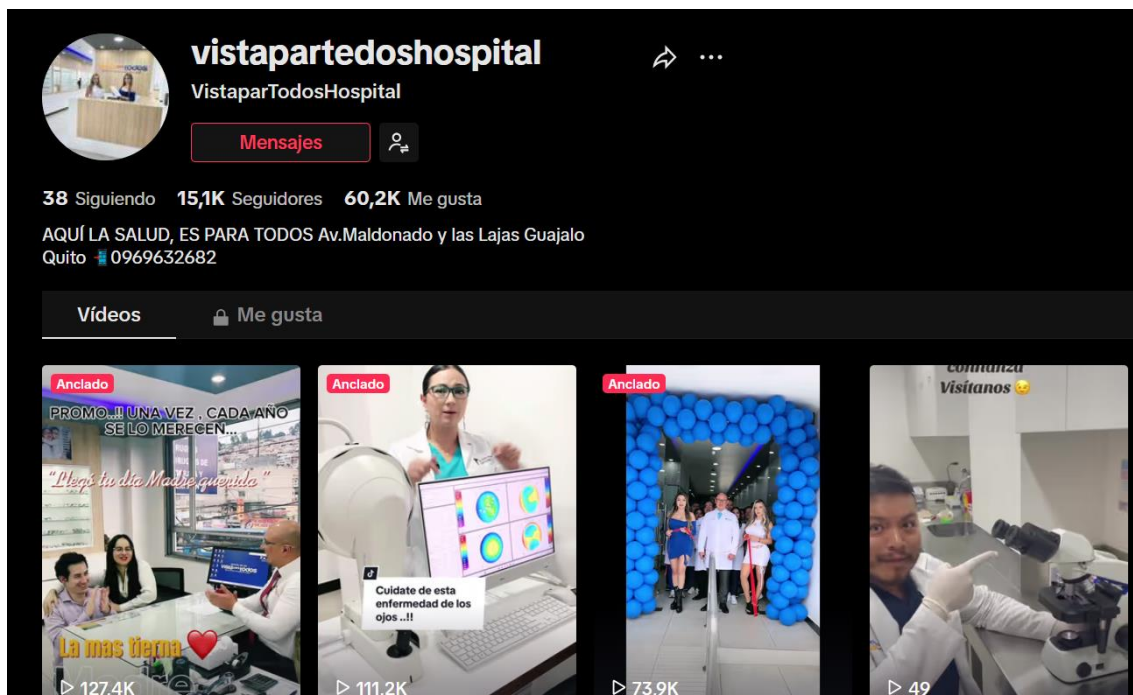 vistapartedoshospital
VistaparTodosHospital
Mensajes
38 Siguiendo 15,1K Seguidores 60,2K Me gusta
AQUÍ LA SALUD, ES PARA TODOS Av.Maldonado y las Lajas Guajalo
Quito 0969632682
Vídeos Me gusta
Anclado
PROMO..!! UNA VEZ , CADA AÑO
SE LO MERECEN...
"Llegó tu día Madre querida"
La mas tierna
127.4K
Anclado
Cuidate de esta
enfermedad de los
ojos ..!!
111.2K
Anclado
73.9K
confianza
Visítanos
49